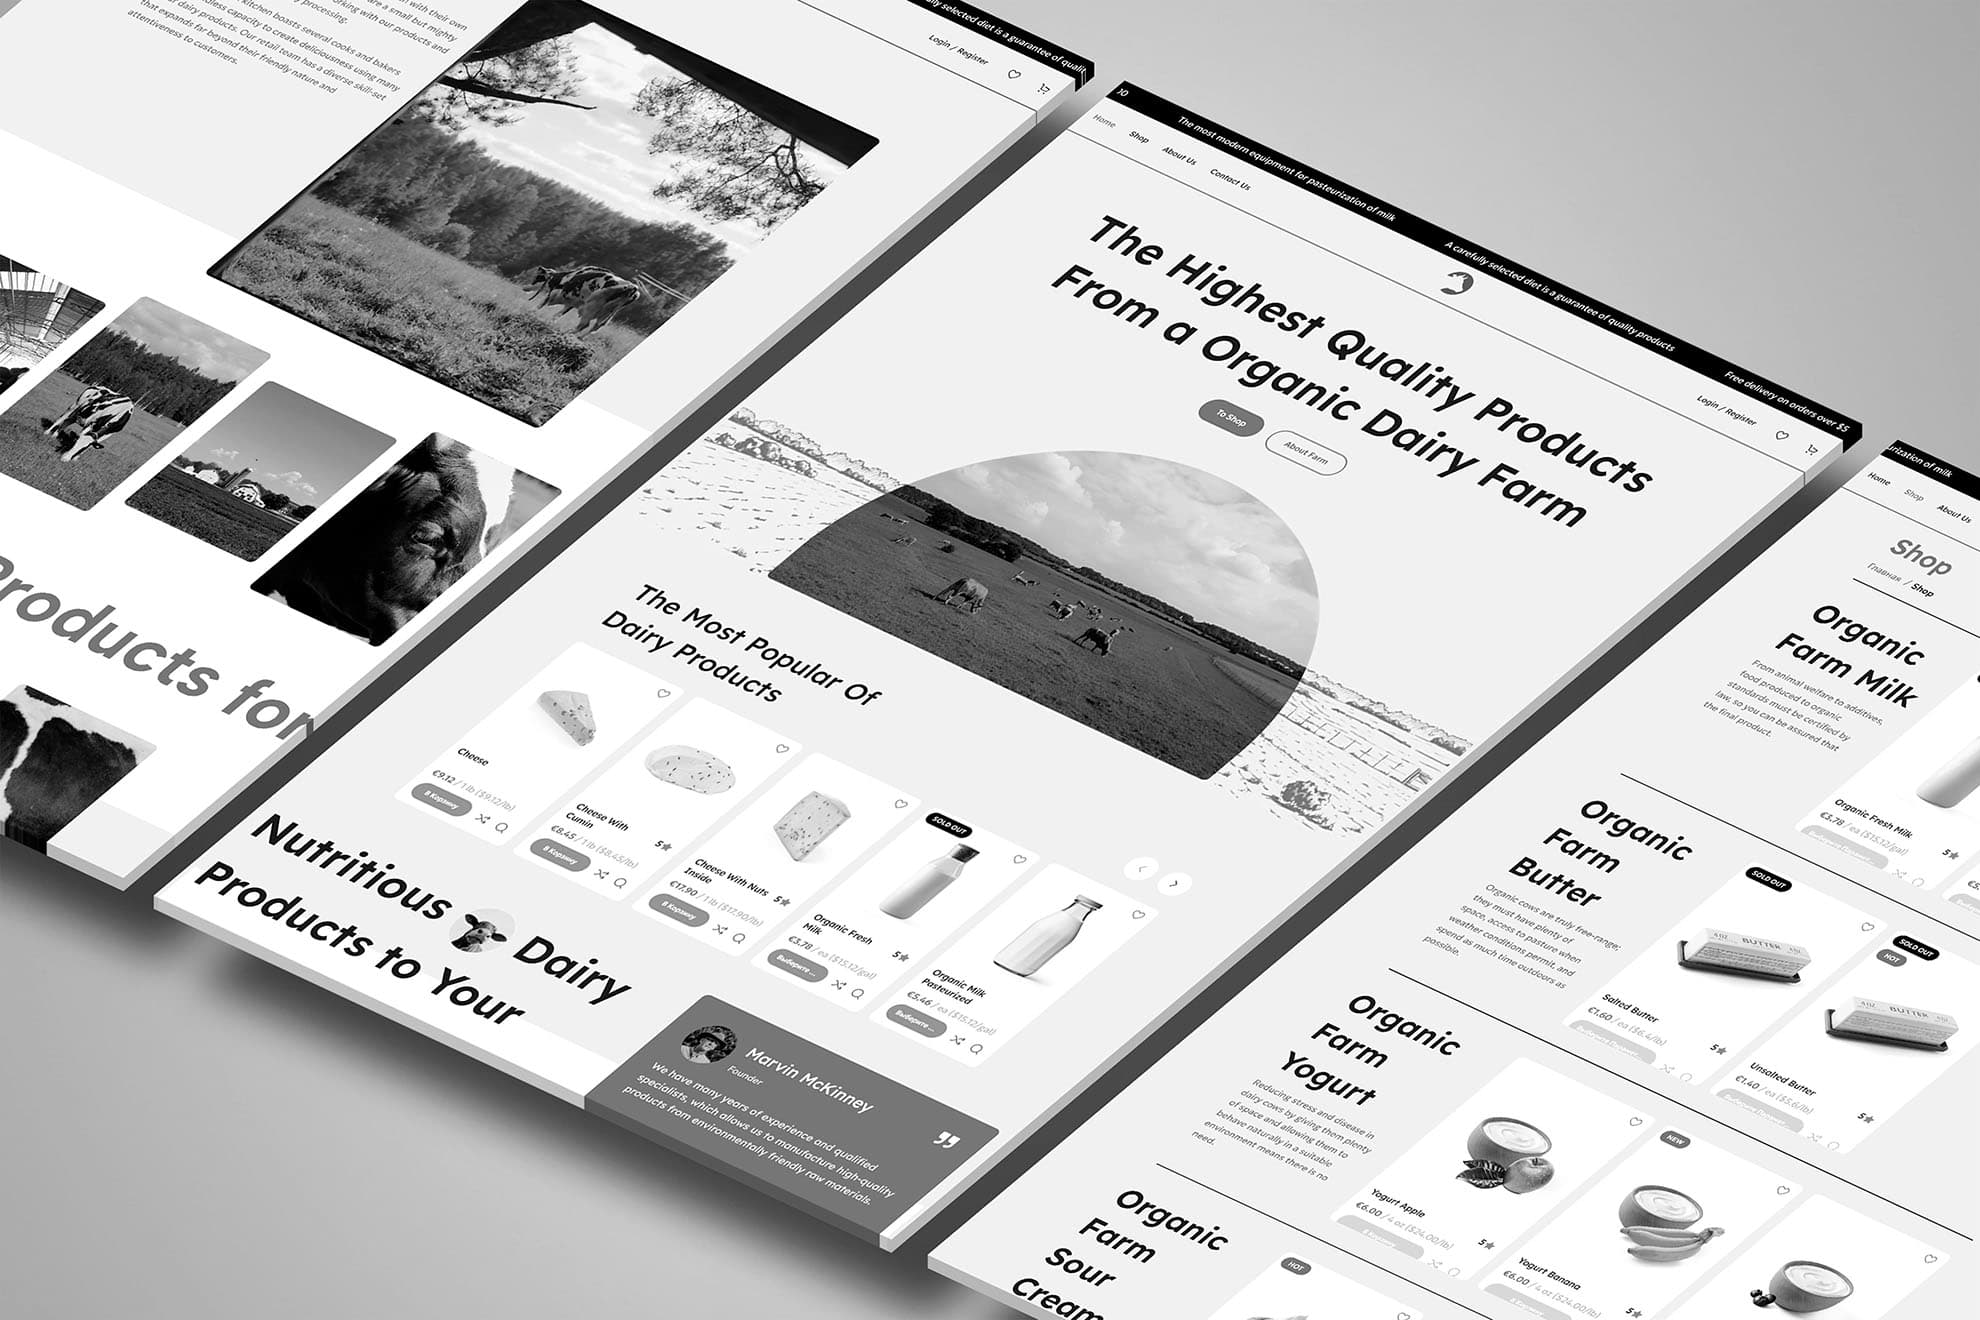 with their own
are a small but mighty
working with our products and
processing.
kitchen boasts several cooks and bakers
capacity to create deliciousness using many
dairy products. Our retail team has a diverse skill-set
that expands far beyond their friendly nature and
attentiveness to customers.
selected diet is a guarantee of
Login / Register
Products for
The most modern equipment for pasteurization of milk
A carefully selected diet is a guarantee of quality products
Free delivery on orders over $5
Home
Shop
About Us
Contact Us
Login / Register
The Highest Quality Products
From a Organic Dairy Farm
To Shop
About Farm
The Most Popular Of
Dairy Products
Cheese
€9.12 / 1 lb ($9.12/lb)
В Корзину
Cheese With
Cumin
5
€8.45 / 1 lb ($8.45/lb)
В Корзину
Cheese With Nuts
Inside
5
€17.90 / 1 lb ($17.90/lb)
В Корзину
SOLD OUT
Organic Fresh
Milk
5
€3.78 / ea ($15.12/gal)
Выберите ...
Organic Milk
Pasteurized
€5.46 / ea ($15.12/gal)
Выберите ...
Nutritious Dairy
Products to Your
Marvin McKinney
Founder
We have many years of experience and qualified
specialists, which allows us to manufacture high-quality
products from environmentally friendly raw materials.
of milk
Home
Shop
About Us
Shop
Главная / Shop
Organic
Farm Milk
From animal welfare to additives,
food produced to organic
standards must be certified by
law, so you can be assured that
the final product.
Organic Fresh Milk
€3.78 / ea ($15.12/gal)
5
Organic
Farm
Butter
Organic cows are truly free-range;
they must have plenty of
space, access to pasture when
weather conditions permit, and
spend as much time outdoors as
possible.
SOLD OUT
BUTTER
Salted Butter
€1.60 / ea ($6.4/lb)
5
SOLD OUT
HOT
BUTTER
Unsalted Butter
€1.40 / ea ($5.6/lb)
5
Organic
Farm
Yogurt
Reducing stress and disease in
dairy cows by giving them plenty
of space and allowing them to
behave naturally in a suitable
environment means there is no
need.
Yogurt Apple
€6.00 / 4 oz ($24.00/lb)
5
NEW
Yogurt Banana
€6.00 / 4 oz ($24.00/lb)
5
Organic
Farm
Sour
Cream
HOT